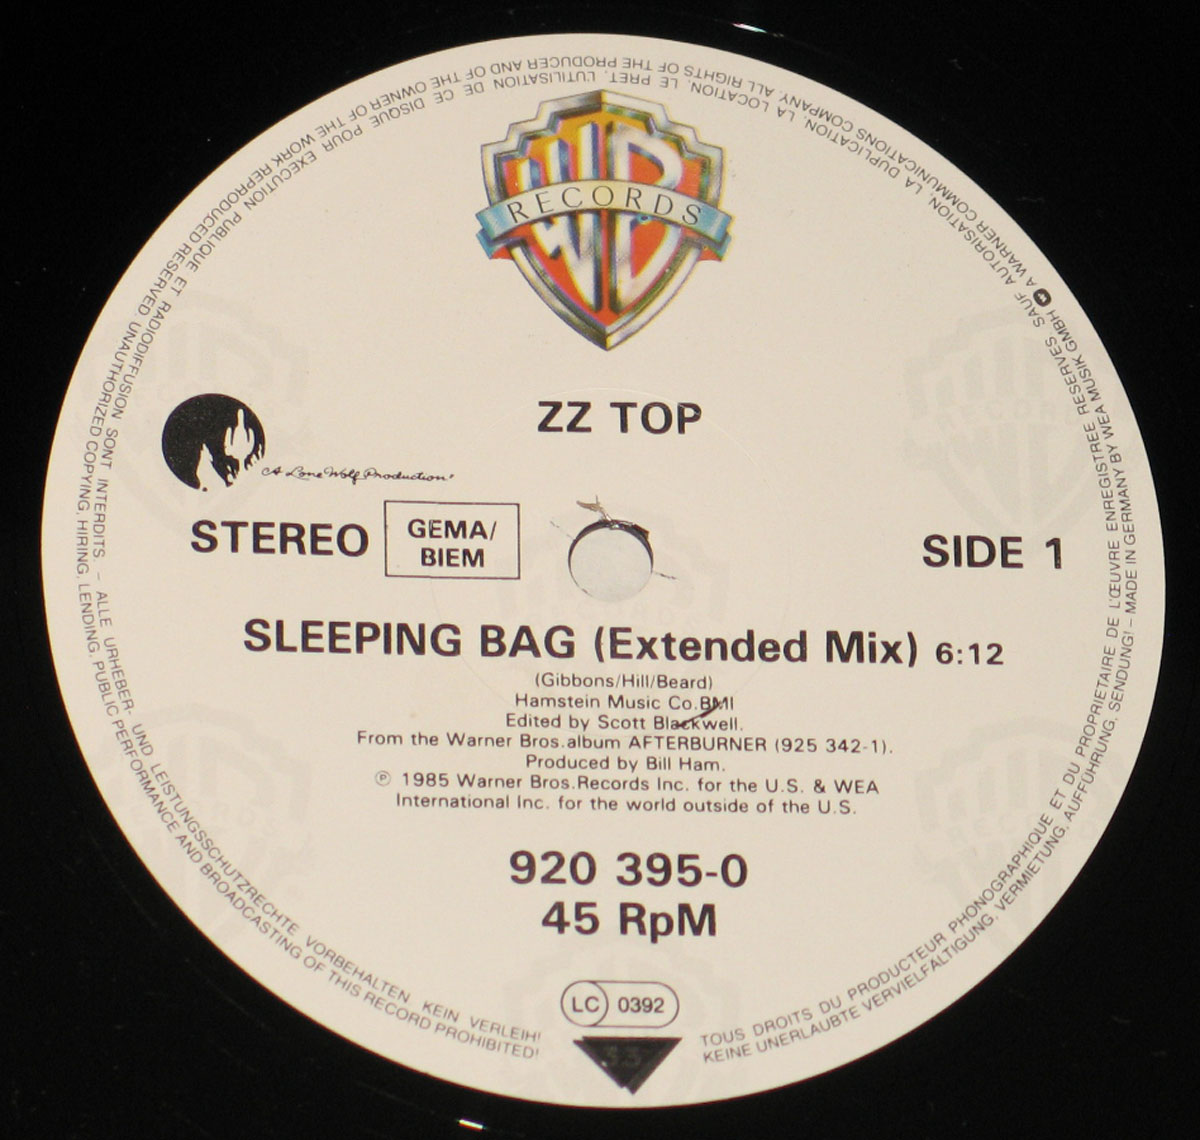 WB
RECORDS
ZZ TOP
A Lone Wolf Production
STEREO
GEMA/
BIEM
SIDE 1
SLEEPING BAG (Extended Mix) 6:12
(Gibbons/Hill/Beard)
Hamstein Music Co.BMI
Edited by Scott Blackwell.
From the Warner Bros.album AFTERBURNER (925 342-1).
Produced by Bill Ham.
℗ 1985 Warner Bros.Records Inc. for the U.S. & WEA
International Inc. for the world outside of the U.S.
920 395-0
45 RpM
LC 0392
33
TOUS DROITS DU PRODUCTEUR PHONOGRAPHIQUE ET DU PROPRIETAIRE DE L'ŒUVRE ENREGISTREE RESERVES SAUF AUTORISATION, LA DUPLICATION, LA LOCATION, LE PRET, L'UTILISATION DE CE DISQUE POUR EXECUTION PUBLIQUE ET RADIODIFFUSION SONT INTERDITS. – ALLE URHEBER- UND LEISTUNGSSCHUTZRECHTE VORBEHALTEN KEIN VERLEIH!
KEINE UNERLAUBTE VERVIELFÄLTIGUNG, VERMIETUNG, AUFFÜHRUNG, SENDUNG! – MADE IN GERMANY BY WEA MUSIK GMBH A WARNER COMMUNICATIONS COMPANY. ALL RIGHTS OF THE PRODUCER AND OF THE OWNER OF THE WORK REPRODUCED RESERVED UNAUTHORIZED COPYING, HIRING, LENDING, PUBLIC PERFORMANCE AND BROADCASTING OF THIS RECORD PROHIBITED!